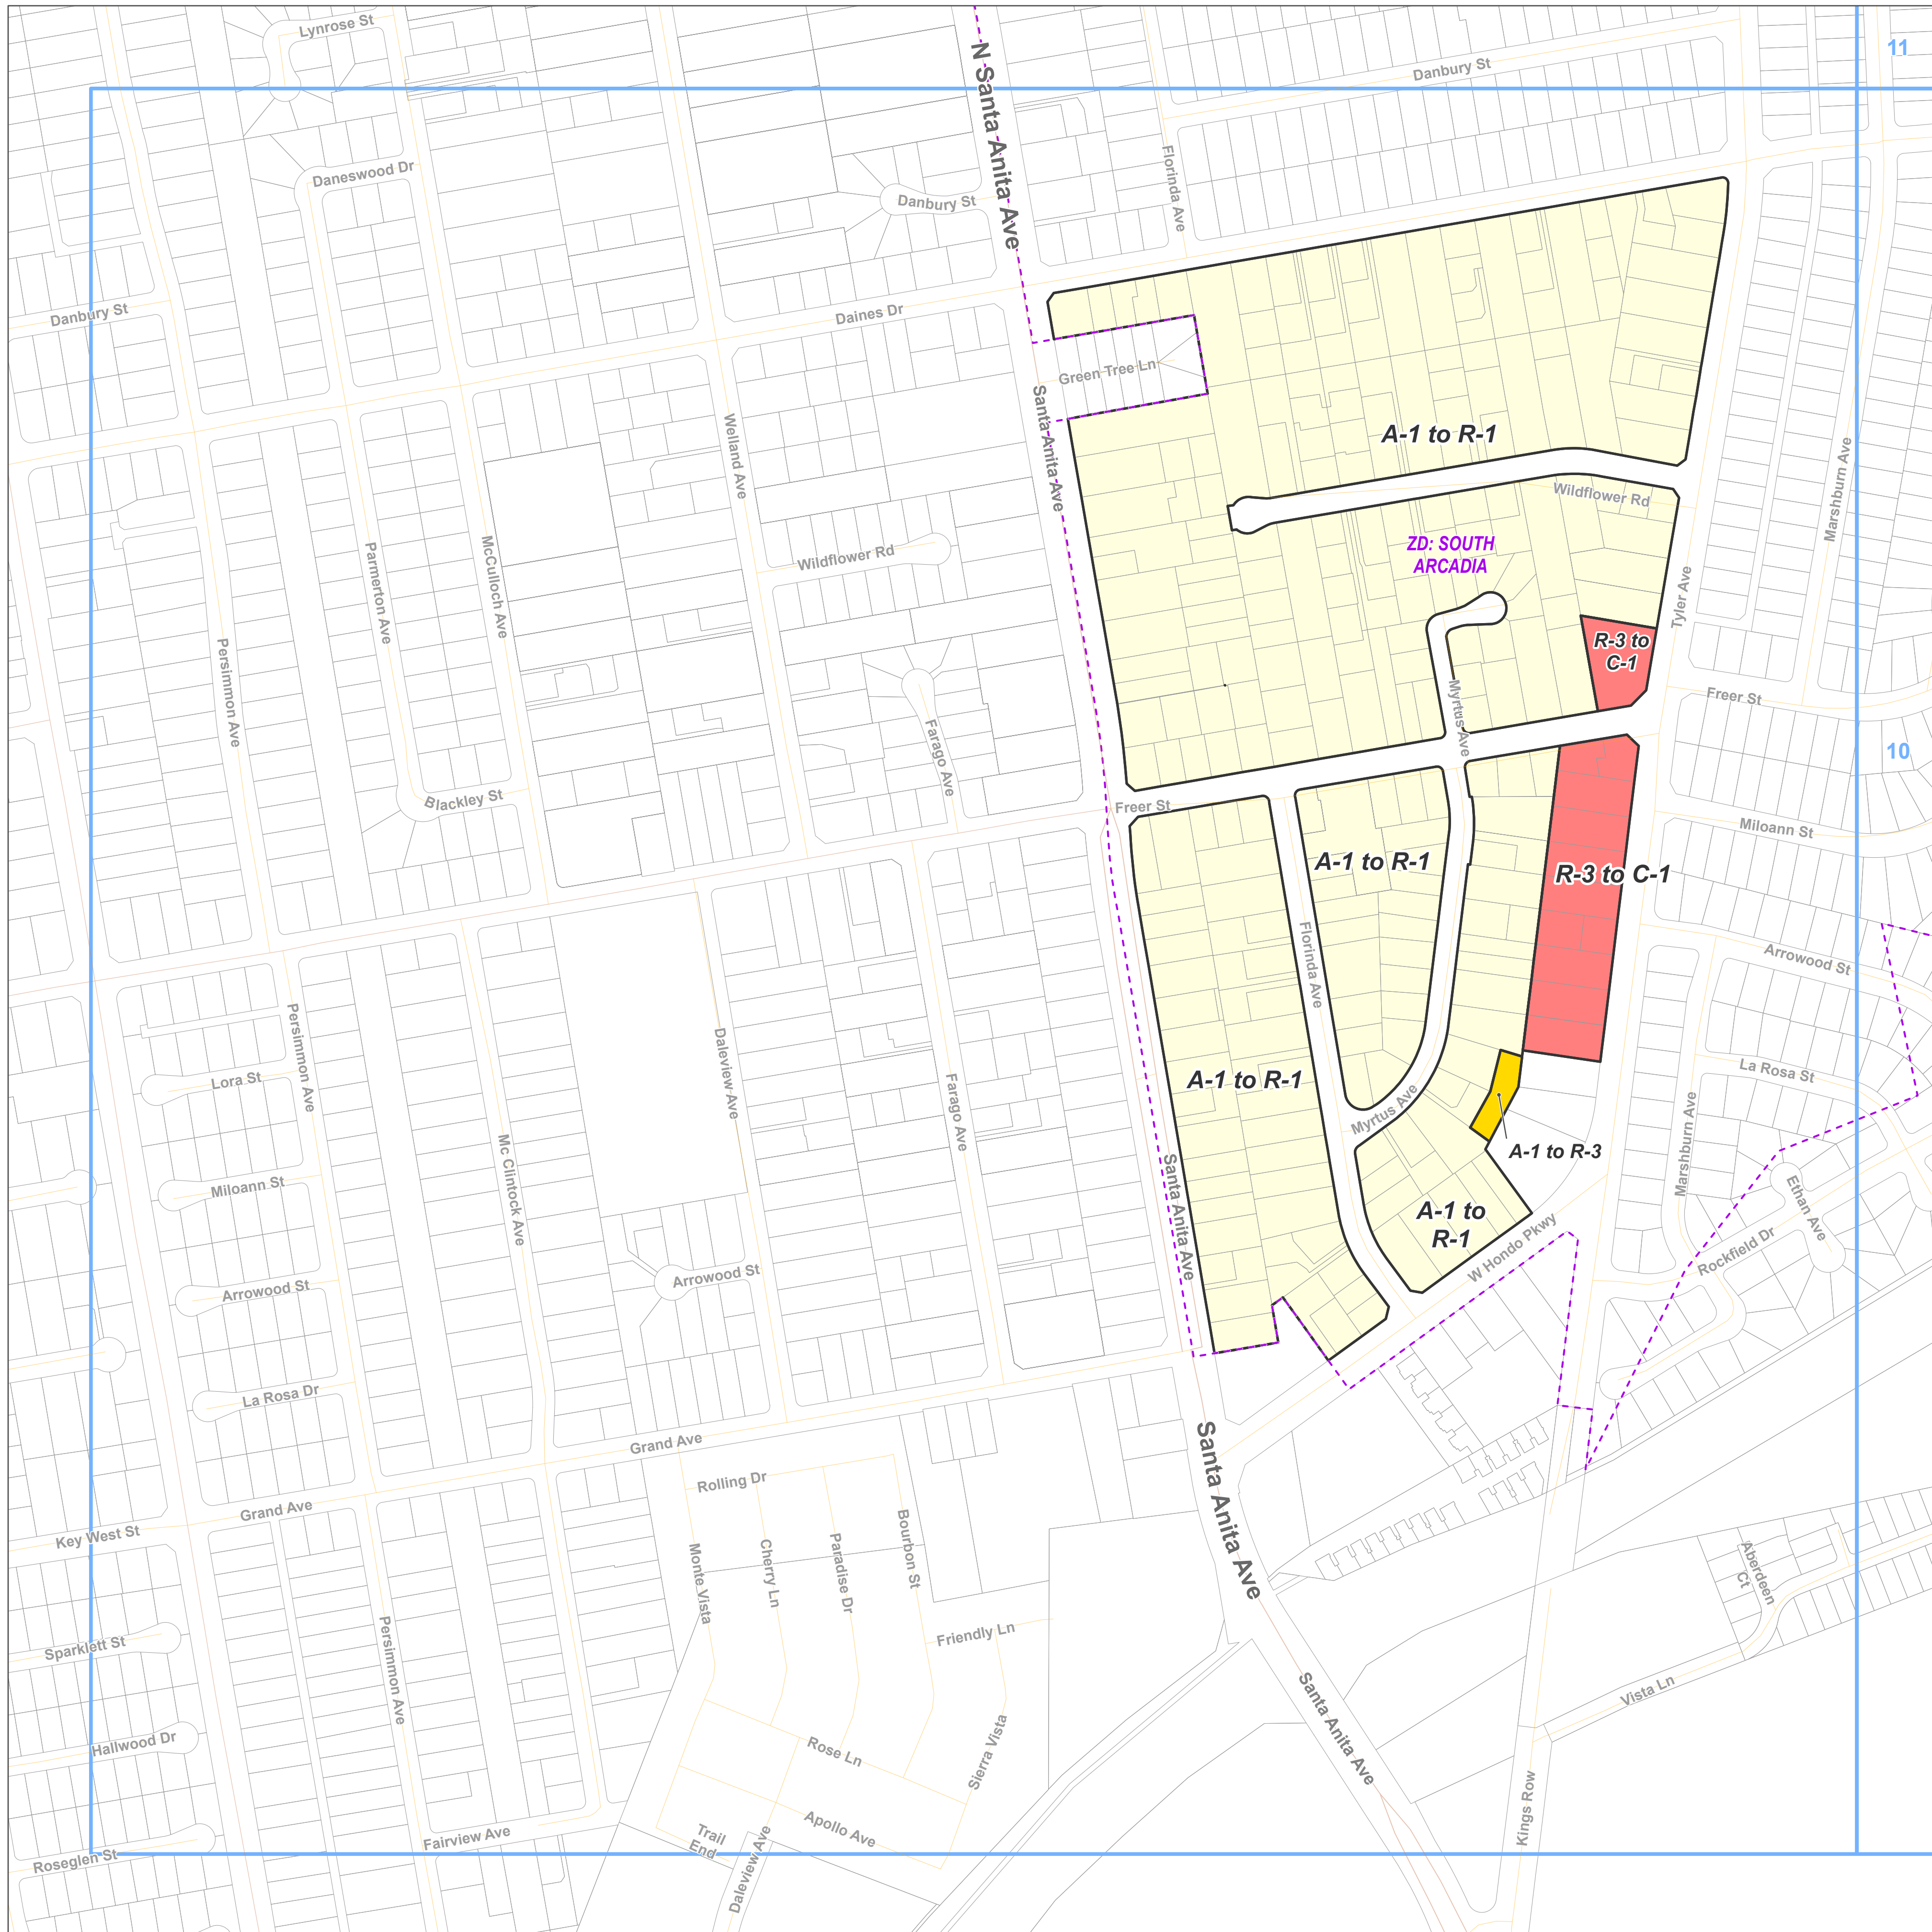 Lynrose St
N Santa Anita Ave
11
Danbury St
Daneswood Dr
Danbury St
Florinda Ave
Danbury St
Daines Dr
Green Tree Ln
Santa Anita Ave
Welland Ave
A-1 to R-1
Marshburn Ave
Wildflower Rd
Wildflower Rd
ZD: SOUTH
ARCADIA
McCulloch Ave
Parmerton Ave
Persimmon Ave
Tyler Ave
R-3 to
C-1
Myrtus Ave
Freer St
Farago Ave
10
Blackley St
Freer St
Miloann St
A-1 to R-1
R-3 to C-1
Florinda Ave
Arrowood St
Persimmon Ave
Daleview Ave
Lora St
Farago Ave
A-1 to R-1
La Rosa St
Myrtus Ave
Marshburn Ave
A-1 to R-3
Miloann St
Mc Clintock Ave
Santa Anita Ave
A-1 to
R-1
Ethan Ave
W Hondo Pkwy
Rockfield Dr
Arrowood St
Arrowood St
La Rosa Dr
Grand Ave
Santa Anita Ave
Rolling Dr
Grand Ave
Key West St
Monte Vista
Cherry Ln
Paradise Dr
Bourbon St
Aberdeen
Ct
Persimmon Ave
Sparklett St
Friendly Ln
Santa Anita Ave
Vista Ln
Hallwood Dr
Rose Ln
Sierra Vista
Kings Row
Apollo Ave
Trail
End
Fairview Ave
Daleview Ave
Roseglen St